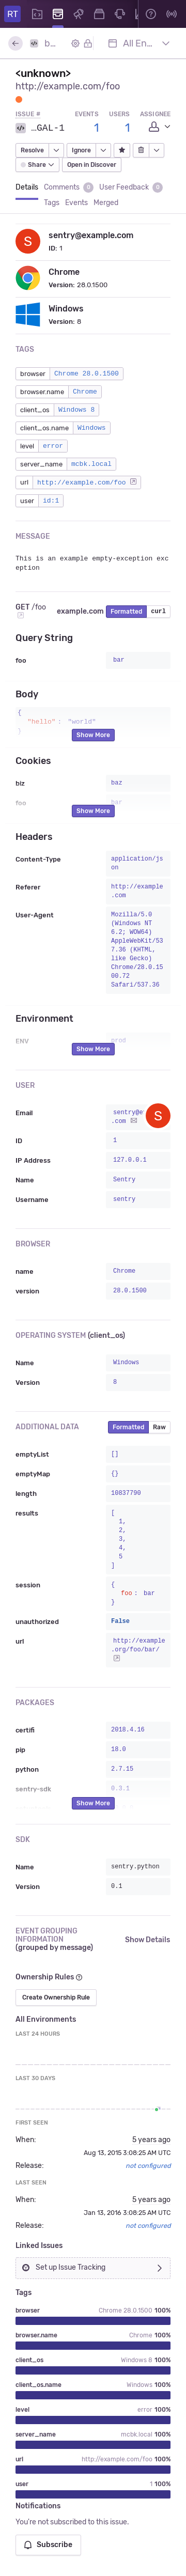 RT
b... All En...
<unknown>
http://example.com/foo
ISSUE # EVENTS USERS ASSIGNEE
...GAL-1 1 1
Resolve Ignore
Share Open in Discover
Details Comments 0 User Feedback 0
Tags Events Merged
S sentry@example.com
ID: 1
Chrome
Version: 28.0.1500
Windows
Version: 8
TAGS
browser Chrome 28.0.1500
browser.name Chrome
client_os Windows 8
client_os.name Windows
level error
server_name mcbk.local
url http://example.com/foo
user id:1
MESSAGE
This is an example empty-exception exc
eption
GET /foo example.com Formatted curl
Query String
foo bar
Body
{
"hello": "world"
}
Show More
Cookies
biz baz
foo bar
Show More
Headers
Content-Type application/js
on
Referer http://example
.com
User-Agent Mozilla/5.0
(Windows NT
6.2; WOW64)
AppleWebKit/53
7.36 (KHTML,
like Gecko)
Chrome/28.0.15
00.72
Safari/537.36
Environment
ENV prod
Show More
USER
Email sentry@e
.com S
ID 1
IP Address 127.0.0.1
Name Sentry
Username sentry
BROWSER
name Chrome
version 28.0.1500
OPERATING SYSTEM (client_os)
Name Windows
Version 8
ADDITIONAL DATA Formatted Raw
emptyList []
emptyMap {}
length 10837790
results [
1,
2,
3,
4,
5
]
session {
foo: bar
}
unauthorized False
url http://example
.org/foo/bar/
PACKAGES
certifi 2018.4.16
pip 18.0
python 2.7.15
sentry-sdk 0.3.1
Show More
SDK
Name sentry.python
Version 0.1
EVENT GROUPING
INFORMATION Show Details
(grouped by message)
Ownership Rules
Create Ownership Rule
All Environments
LAST 24 HOURS
LAST 30 DAYS
FIRST SEEN
When: 5 years ago
Aug 13, 2015 3:08:25 AM UTC
Release: not configured
LAST SEEN
When: 5 years ago
Jan 13, 2016 3:08:25 AM UTC
Release: not configured
Linked Issues
Set up Issue Tracking
Tags
browser Chrome 28.0.1500 100%
browser.name Chrome 100%
client_os Windows 8 100%
client_os.name Windows 100%
level error 100%
server_name mcbk.local 100%
url http://example.com/foo 100%
user 1 100%
Notifications
You're not subscribed to this issue.
Subscribe